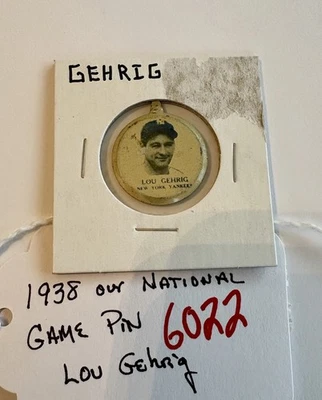 GEHRIG
LOU GEHRIG
NEW YORK YANKEES
1938 our NATIONAL
GAME PIN 6022
Lou Gehrig